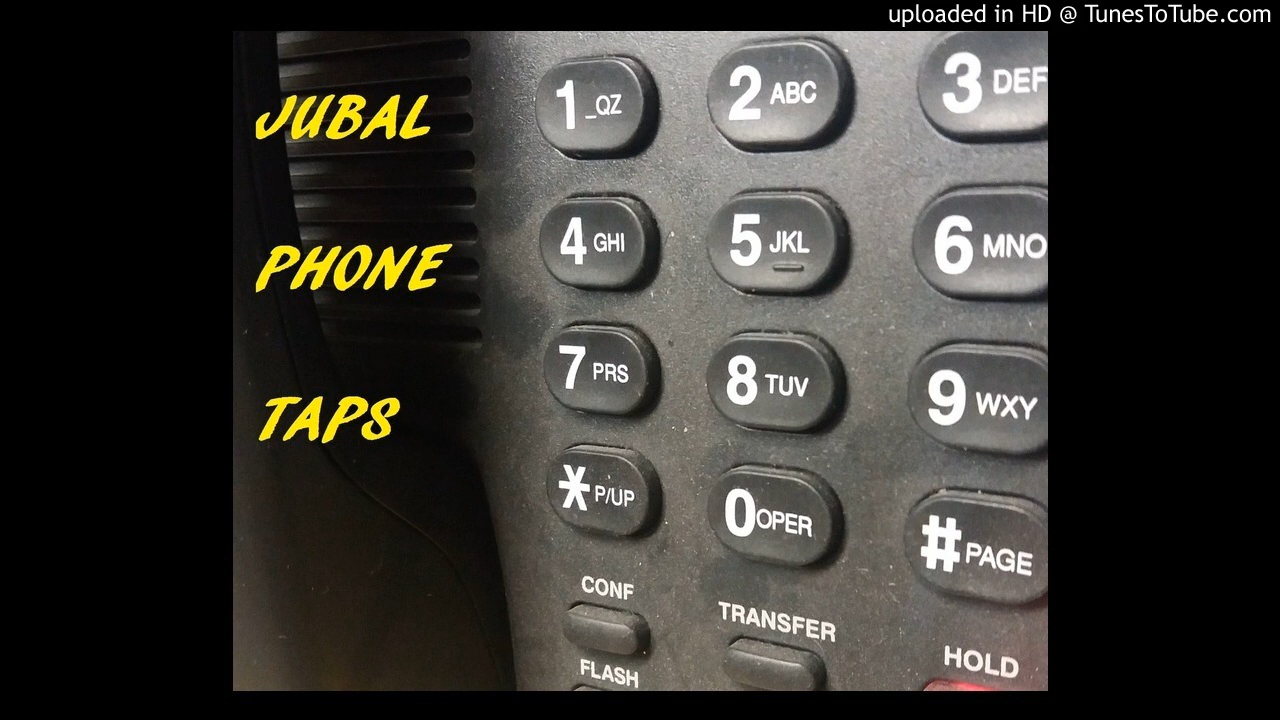 uploaded in HD @ TunesToTube.com
JUBAL
PHONE
TAPS
1 _QZ
2 ABC
3 DEF
4 GHI
5 JKL
6 MNO
7 PRS
8 TUV
9 WXY
* P/UP
0 OPER
# PAGE
CONF
TRANSFER
HOLD
FLASH